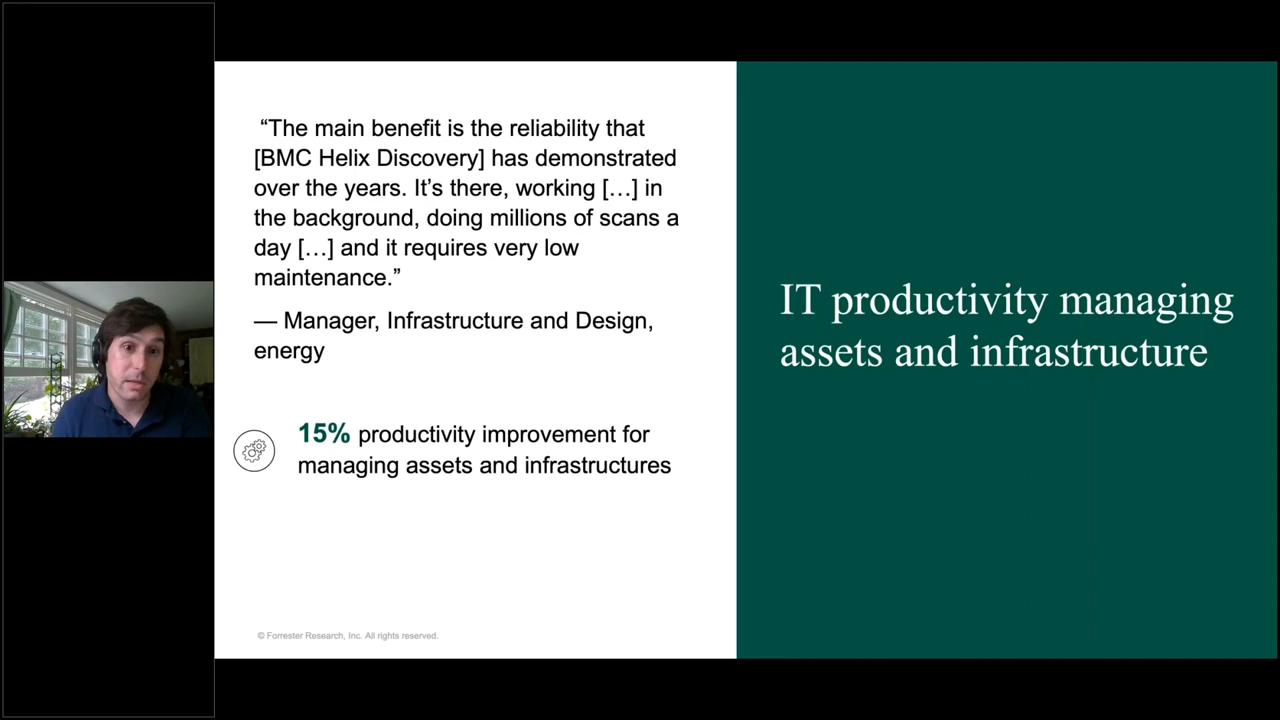 “The main benefit is the reliability that
[BMC Helix Discovery] has demonstrated
over the years. It’s there, working […] in
the background, doing millions of scans a
day […] and it requires very low
maintenance.”
— Manager, Infrastructure and Design,
energy
15% productivity improvement for
managing assets and infrastructures
© Forrester Research, Inc. All rights reserved.
IT productivity managing
assets and infrastructure